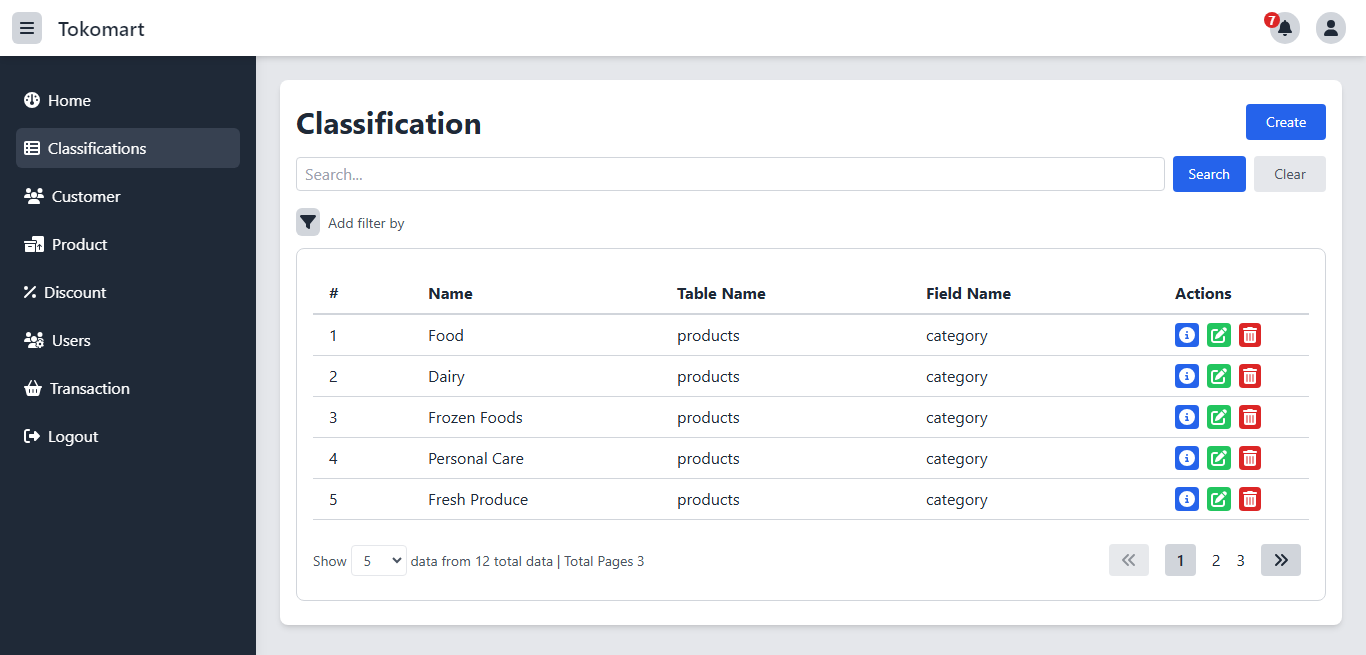 Tokomart
7
Home
Classifications
Customer
Product
Discount
Users
Transaction
Logout
Classification
Create
Search...
Search
Clear
Add filter by
# Name Table Name Field Name Actions
1 Food products category
2 Dairy products category
3 Frozen Foods products category
4 Personal Care products category
5 Fresh Produce products category
Show 5 data from 12 total data | Total Pages 3
1 2 3